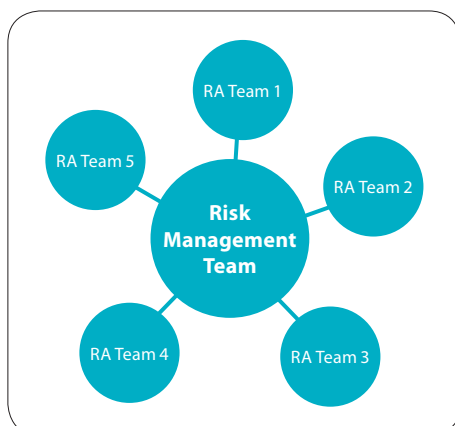 RA Team 1
RA Team 5
RA Team 2
Risk
Management
Team
RA Team 4
RA Team 3